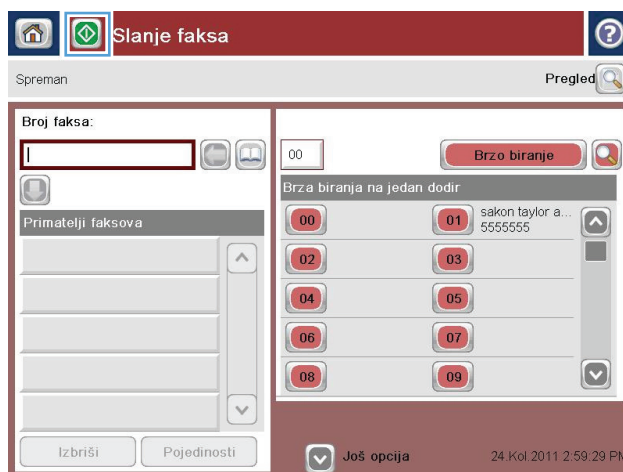 Slanje faksa
Spreman
Pregled
Broj faksa:
Primatelji faksova
Izbriši
Pojedinosti
00
Brzo biranje
Brza biranja na jedan dodir
00
01 sakon taylor a...
5555555
02
03
04
05
06
07
08
09
Još opcija
24.Kol.2011 2:59:29 PM